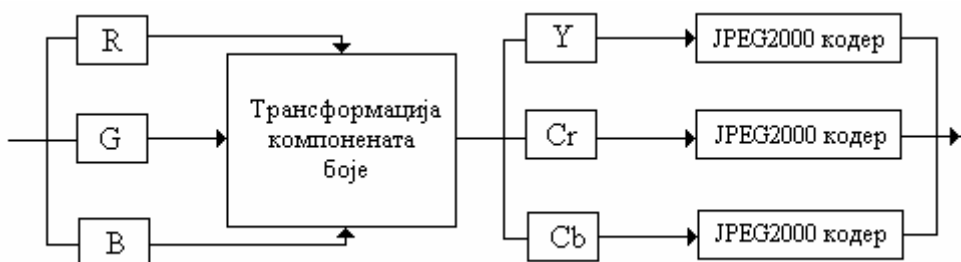 R
G
B
Трансформација
компонената
боје
Y
Cr
Cb
JPEG2000 кодер
JPEG2000 кодер
JPEG2000 кодер